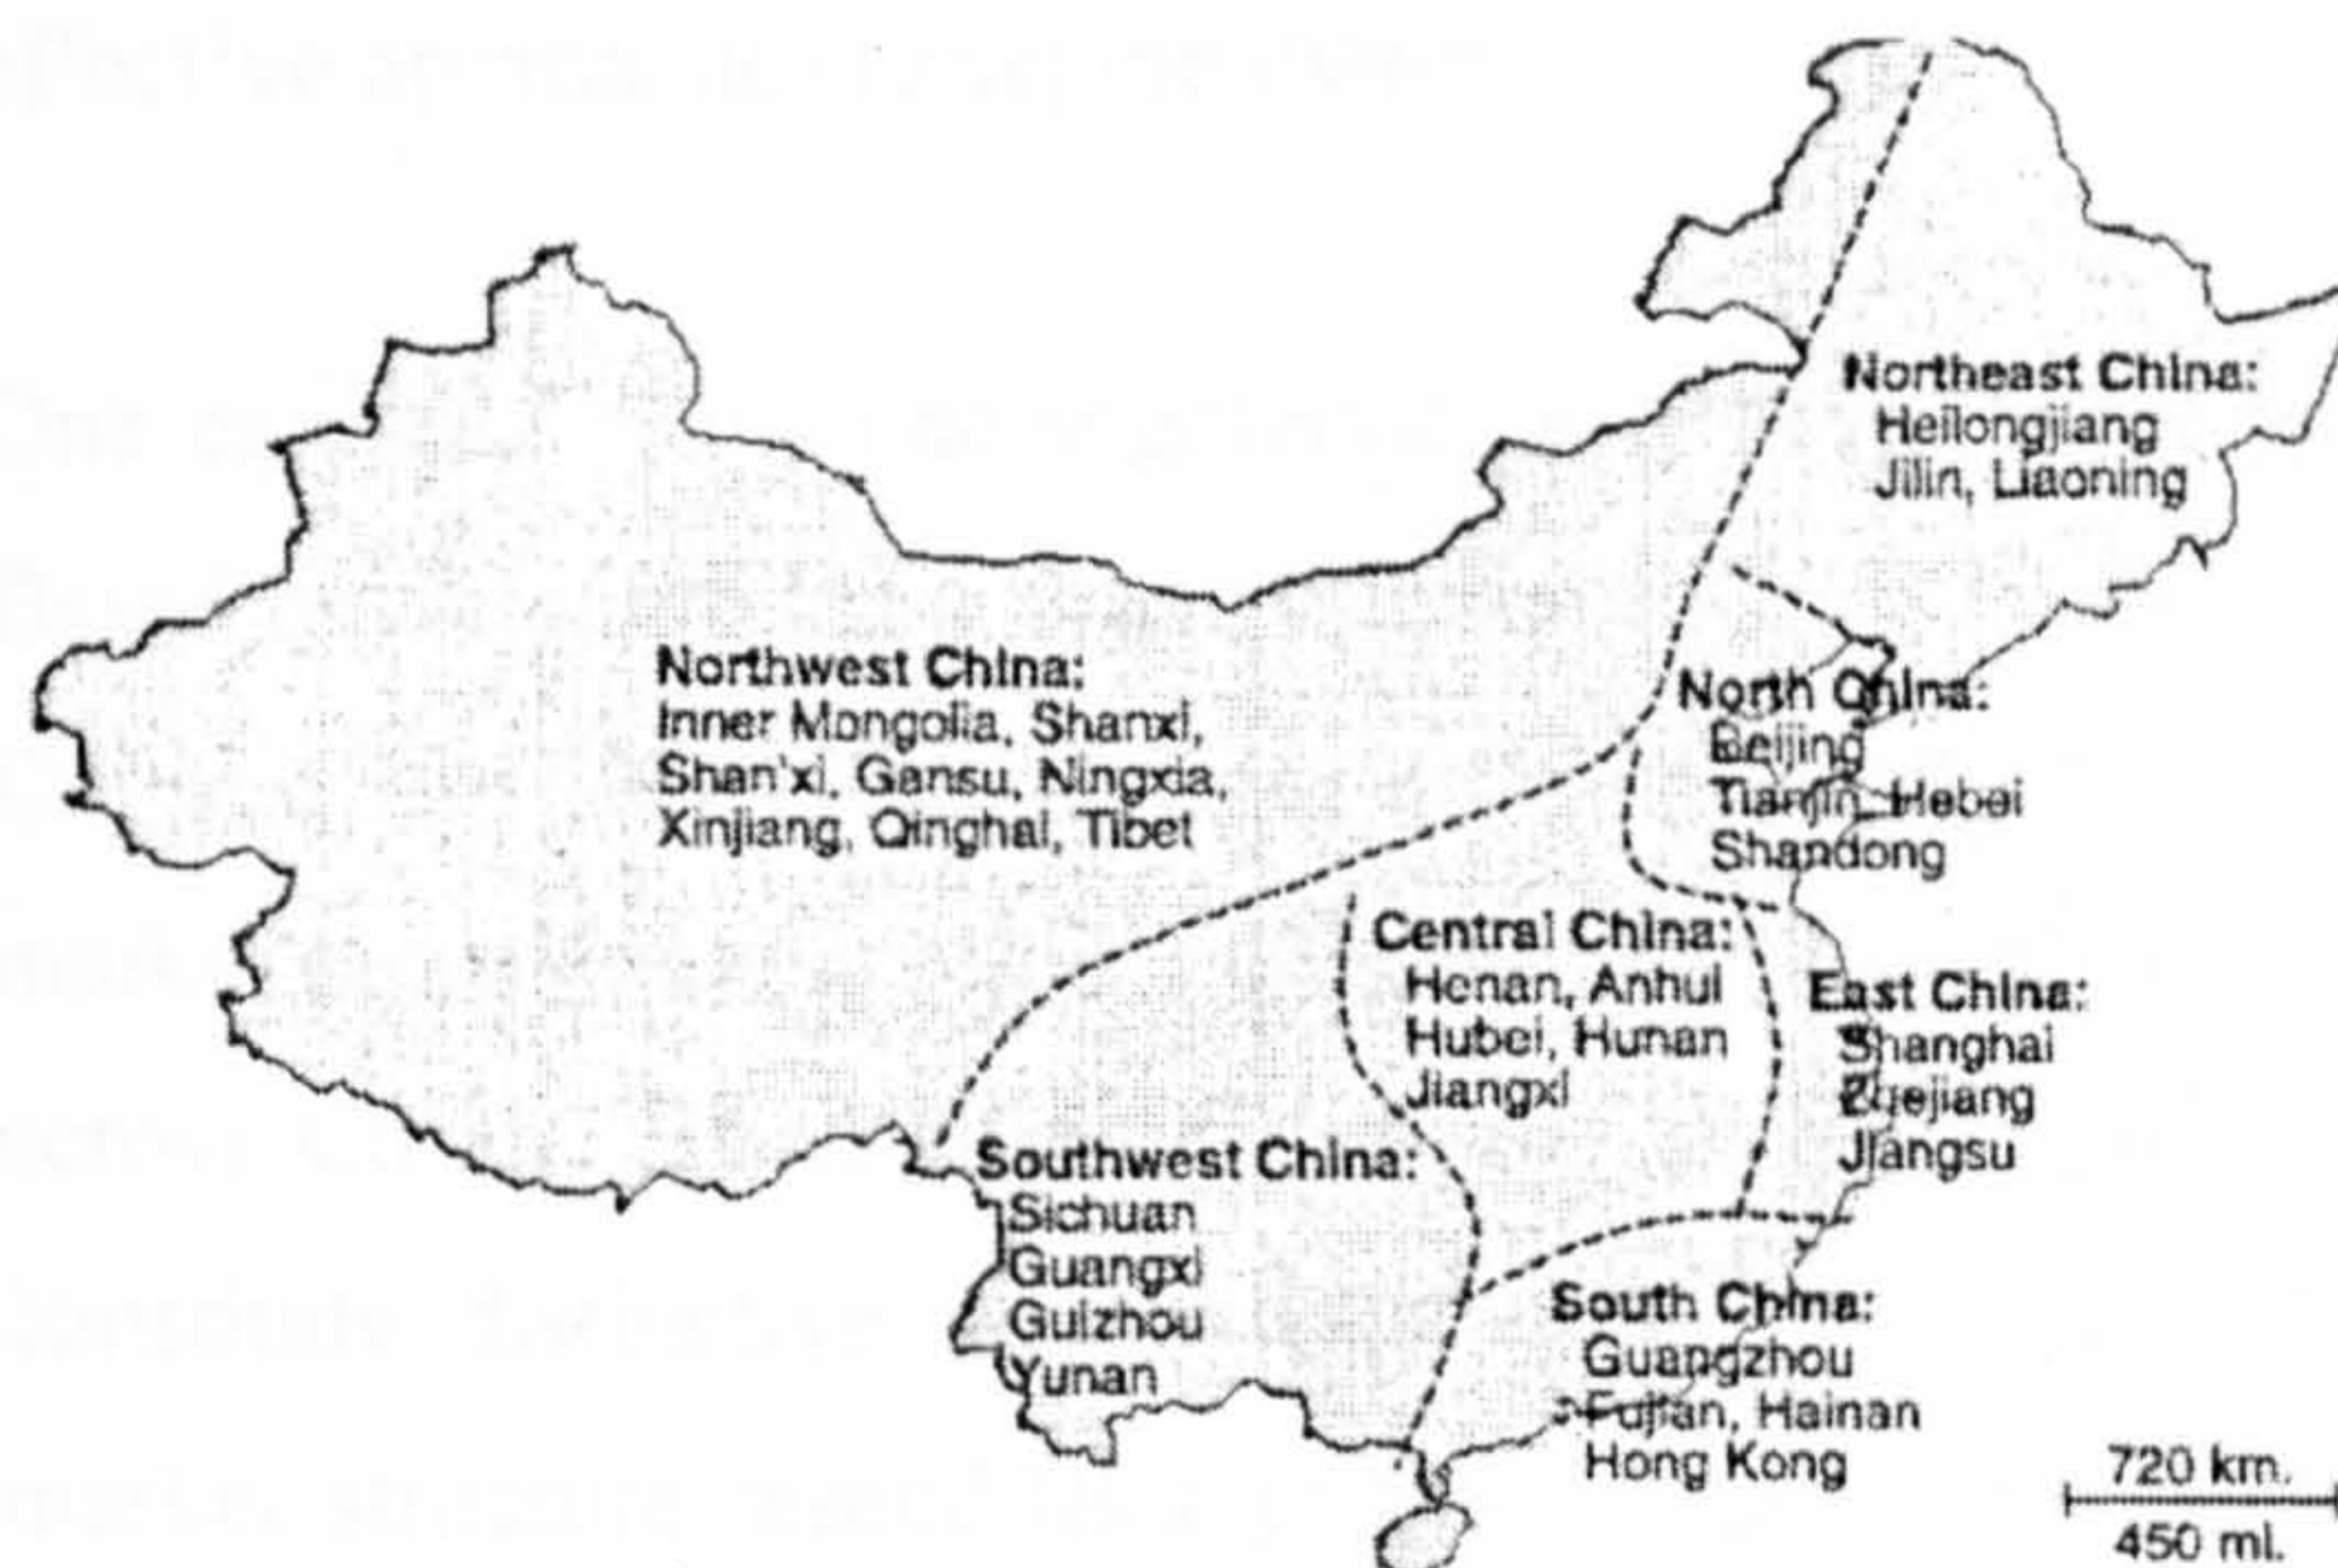 Northeast China:
Heilongjiang
Jilin, Liaoning
Northwest China:
Inner Mongolia, Shanxi,
Shan'xi, Gansu, Ningxia,
Xinjiang, Qinghai, Tibet
North China:
Beijing
Tianjin, Hebei
Shandong
Central China:
Henan, Anhui
Hubei, Hunan
Jiangxi
East China:
Shanghai
Zhejiang
Jiangsu
Southwest China:
Sichuan
Guangxi
Guizhou
Yunan
South China:
Guangzhou
Fujian, Hainan
Hong Kong
720 km.
450 mi.